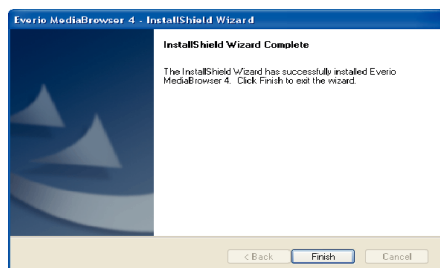 Everio MediaBrowser 4 - InstallShield Wizard
InstallShield Wizard Complete
The InstallShield Wizard has successfully installed Everio
MediaBrowser 4. Click Finish to exit the wizard.
< Back
Finish
Cancel